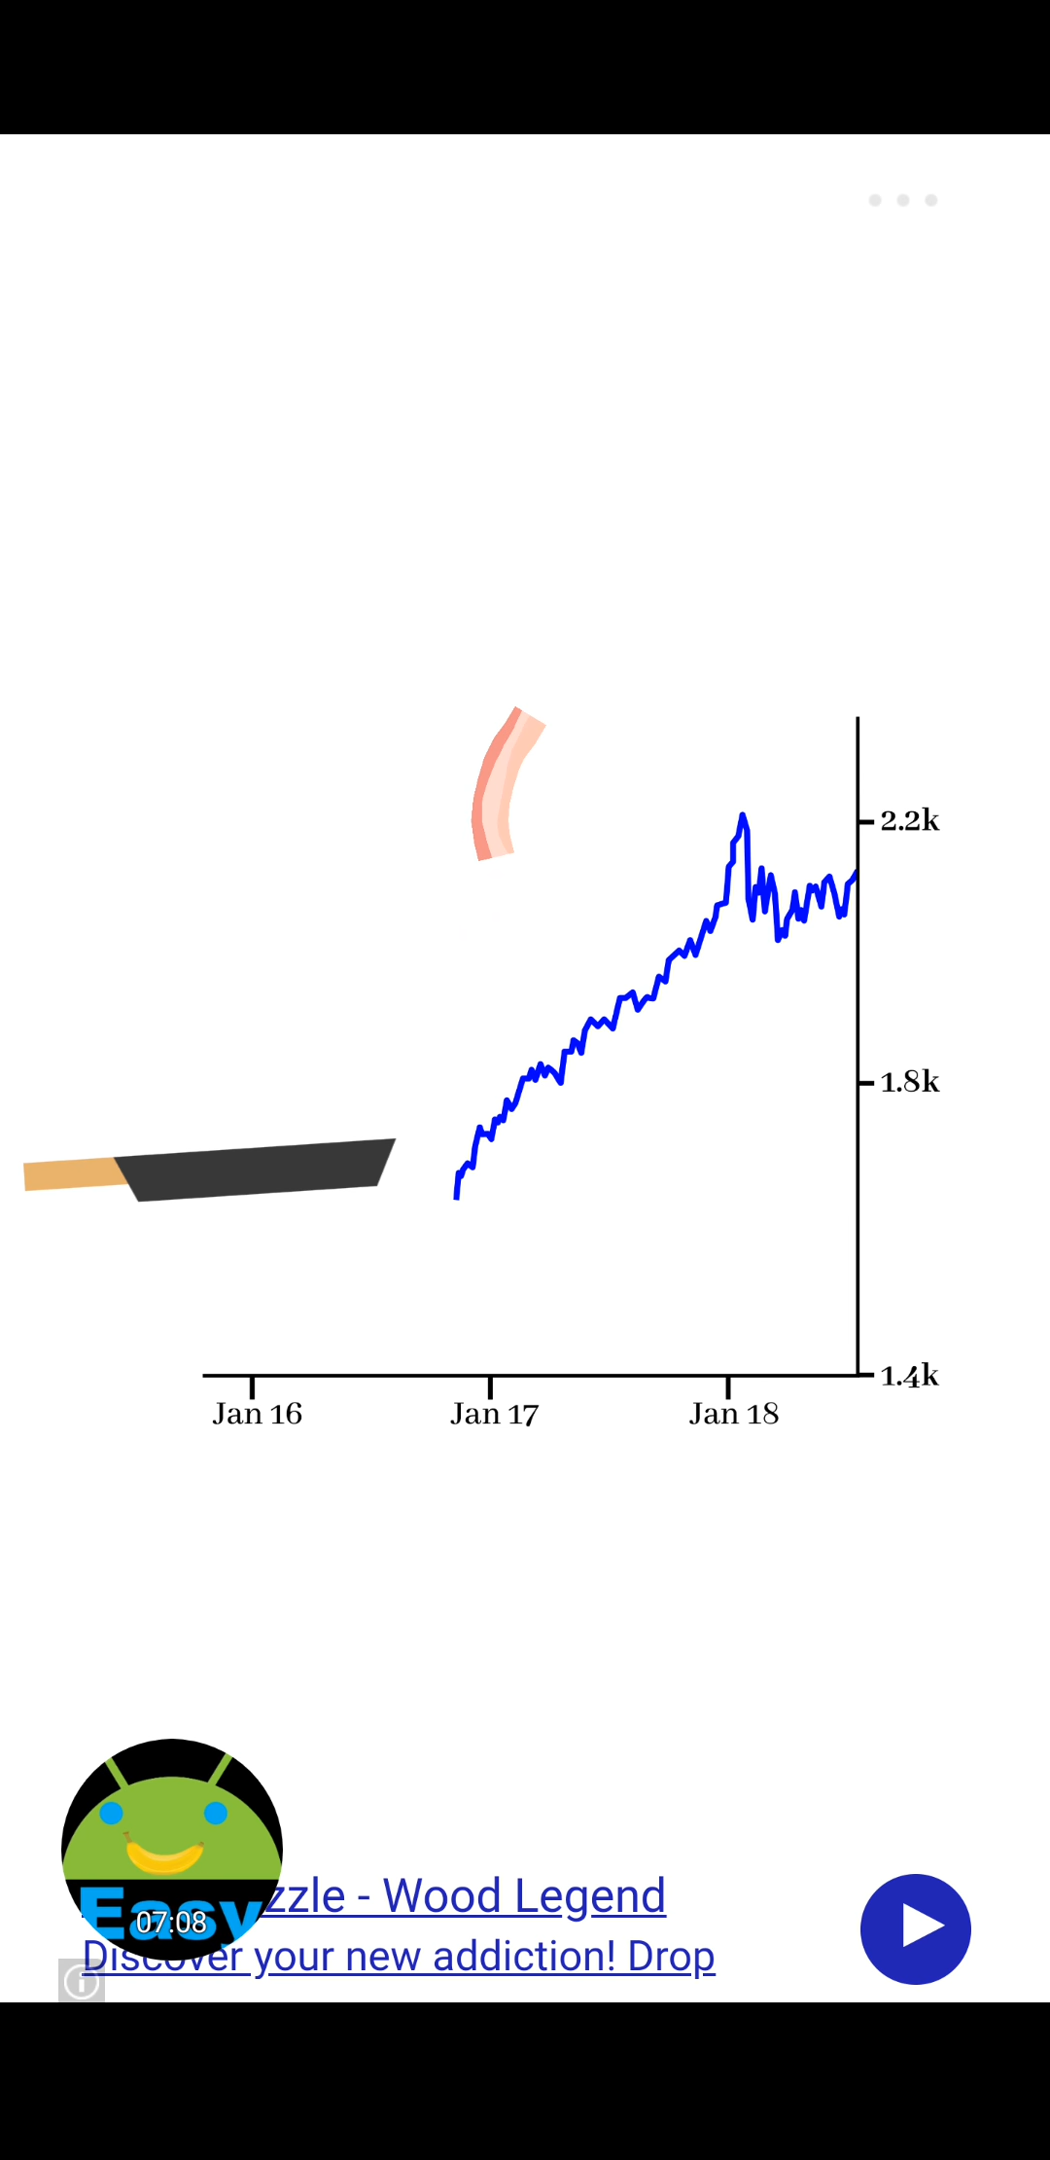 2.2k
1.8k
1.4k
Jan 16 Jan 17 Jan 18
Easy
07:08
zzle - Wood Legend
Discover your new addiction! Drop